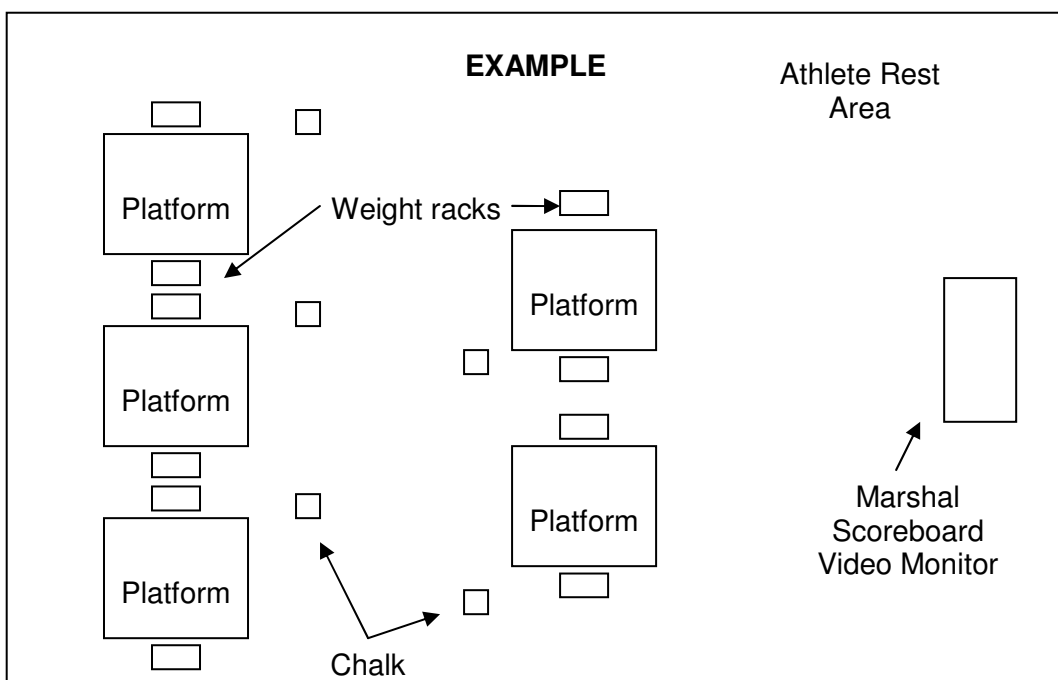 EXAMPLE
Athlete Rest
Area
Platform
Weight racks
Platform
Platform
Platform
Platform
Marshal
Scoreboard
Video Monitor
Chalk